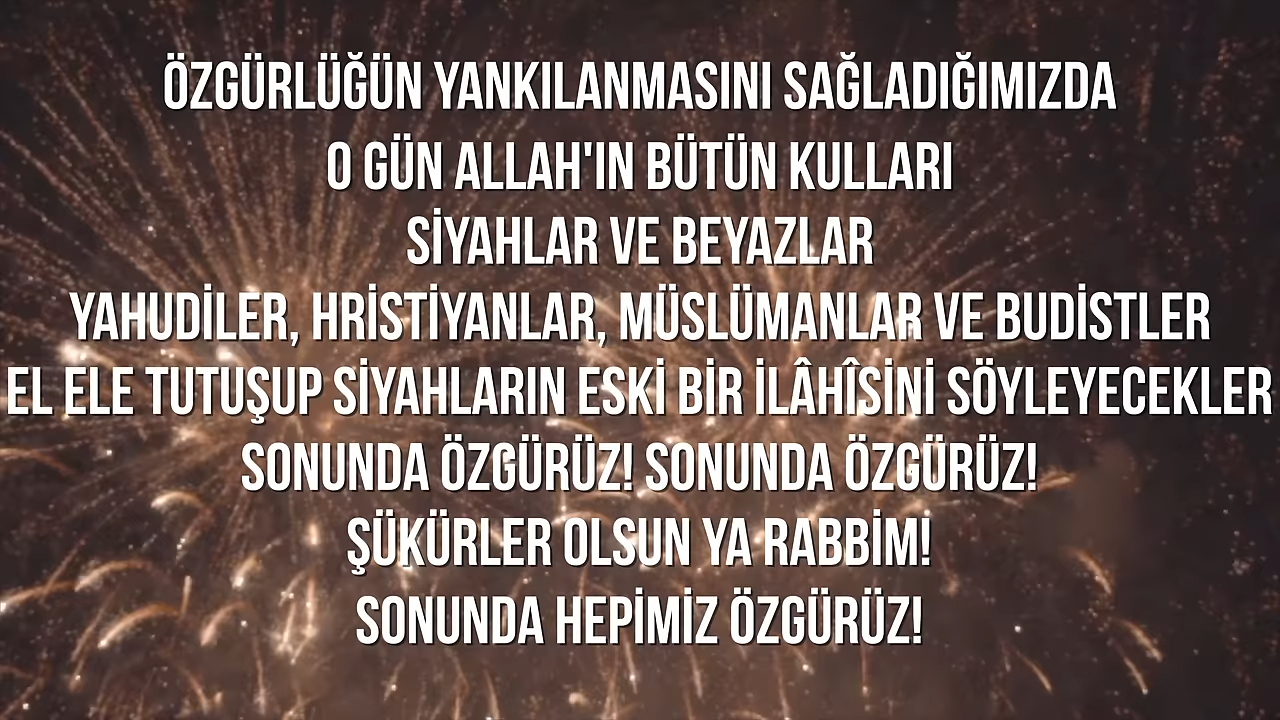 ÖZGÜRLÜĞÜN YANKILANMASINI SAĞLADIĞIMIZDA
O GÜN ALLAH'IN BÜTÜN KULLARI
SİYAHLAR VE BEYAZLAR
YAHUDİLER, HRİSTİYANLAR, MÜSLÜMANLAR VE BUDİSTLER
EL ELE TUTUŞUP SİYAHLARIN ESKİ BİR İLÂHÎSİNİ SÖYLEYECEKLER
SONUNDA ÖZGÜRÜZ! SONUNDA ÖZGÜRÜZ!
ŞÜKÜRLER OLSUN YA RABBİM!
SONUNDA HEPİMİZ ÖZGÜRÜZ!